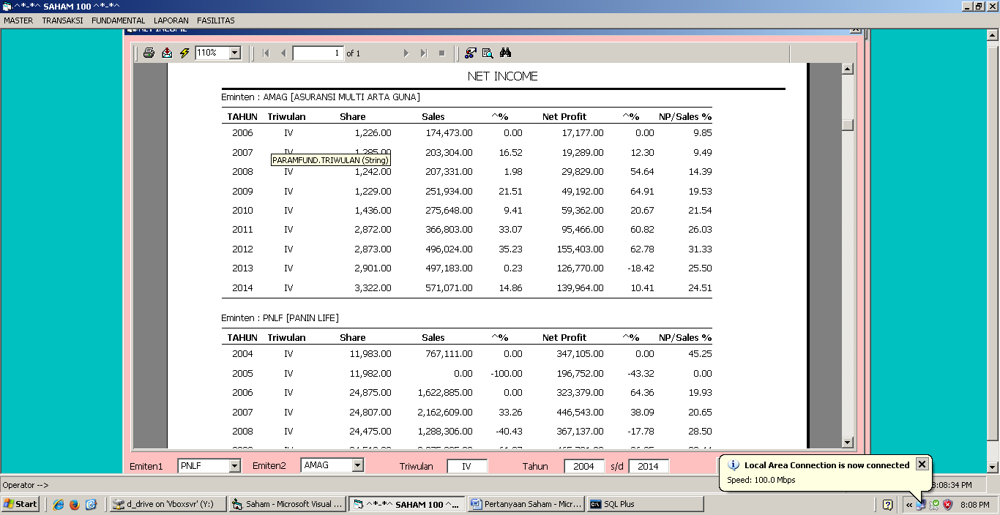 ^*-*^ SAHAM 100 ^*-*^
MASTER TRANSAKSI FUNDAMENTAL LAPORAN FASILITAS
NET INCOME
110% 1 of 1
NET INCOME
Eminten : AMAG [ASURANSI MULTI ARTA GUNA]
TAHUN Triwulan Share Sales ^% Net Profit ^% NP/Sales %
2006 IV 1,226.00 174,473.00 0.00 17,177.00 0.00 9.85
2007 IV 1,285.00 203,304.00 16.52 19,289.00 12.30 9.49
PARAMFUND.TRIWULAN (String)
2008 IV 1,242.00 207,331.00 1.98 29,829.00 54.64 14.39
2009 IV 1,229.00 251,934.00 21.51 49,192.00 64.91 19.53
2010 IV 1,436.00 275,648.00 9.41 59,362.00 20.67 21.54
2011 IV 2,872.00 366,803.00 33.07 95,466.00 60.82 26.03
2012 IV 2,873.00 496,024.00 35.23 155,403.00 62.78 31.33
2013 IV 2,901.00 497,183.00 0.23 126,770.00 -18.42 25.50
2014 IV 3,322.00 571,071.00 14.86 139,964.00 10.41 24.51
Eminten : PNLF [PANIN LIFE]
TAHUN Triwulan Share Sales ^% Net Profit ^% NP/Sales %
2004 IV 11,983.00 767,111.00 0.00 347,105.00 0.00 45.25
2005 IV 11,982.00 0.00 -100.00 196,752.00 -43.32 0.00
2006 IV 24,875.00 1,622,885.00 0.00 323,379.00 64.36 19.93
2007 IV 24,807.00 2,162,609.00 33.26 446,543.00 38.09 20.65
2008 IV 24,475.00 1,288,306.00 -40.43 367,137.00 -17.78 28.50
Emiten1 PNLF Emiten2 AMAG Triwulan IV Tahun 2004 s/d 2014
Local Area Connection is now connected
Speed: 100.0 Mbps
Operator --> :08:34 PM
Start d_drive on 'Vboxsvr' (Y:) Saham - Microsoft Visual ... ^*-*^ SAHAM 100 ^... Pertanyaan Saham - Micr... SQL Plus 8:08 PM